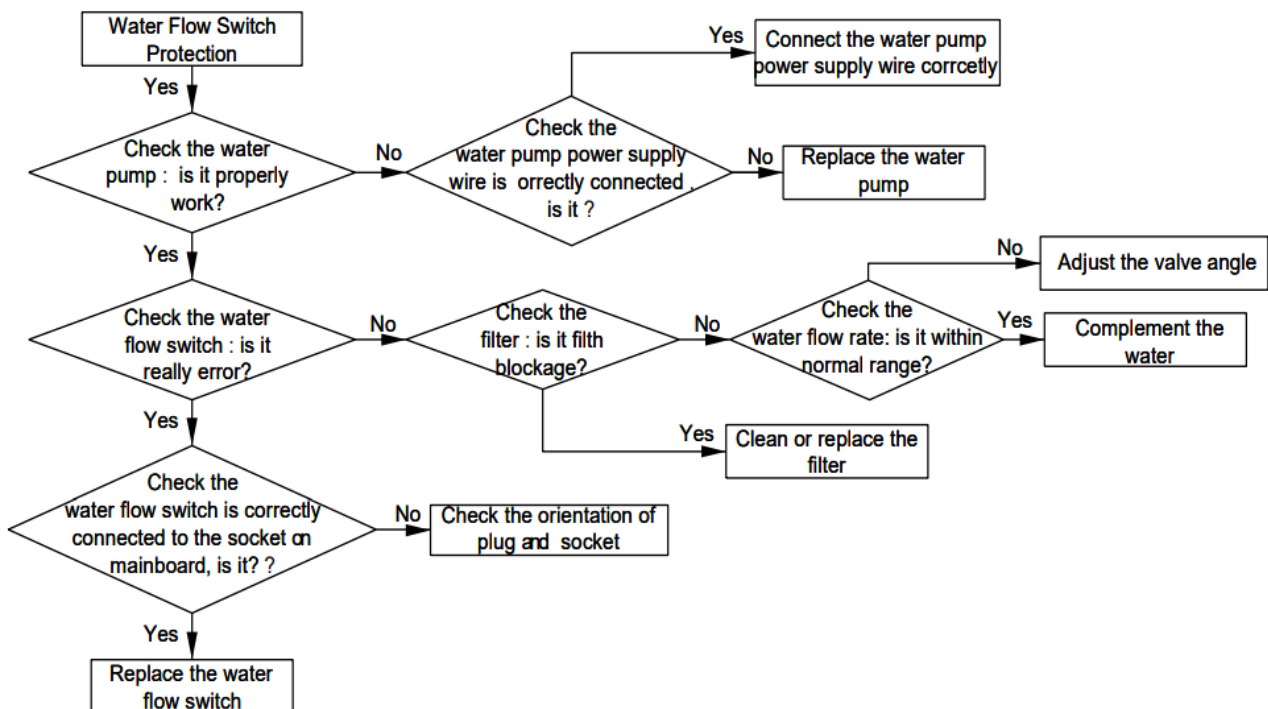 Water Flow Switch
Protection
Yes
Connect the water pump
power supply wire corrcetly
Yes
Check the water
pump : is it properly
work?
No
Check the
water pump power supply
wire is orrectly connected ,
is it ?
No
Replace the water
pump
Yes
No
Adjust the valve angle
Check the water
flow switch : is it
really error?
No
Check the
filter : is it filth
blockage?
No
Check the
water flow rate: is it within
normal range?
Yes
Complement the
water
Yes
Yes
Clean or replace the
filter
Check the
water flow switch is correctly
connected to the socket on
mainboard, is it? ?
No
Check the orientation of
plug and socket
Yes
Replace the water
flow switch